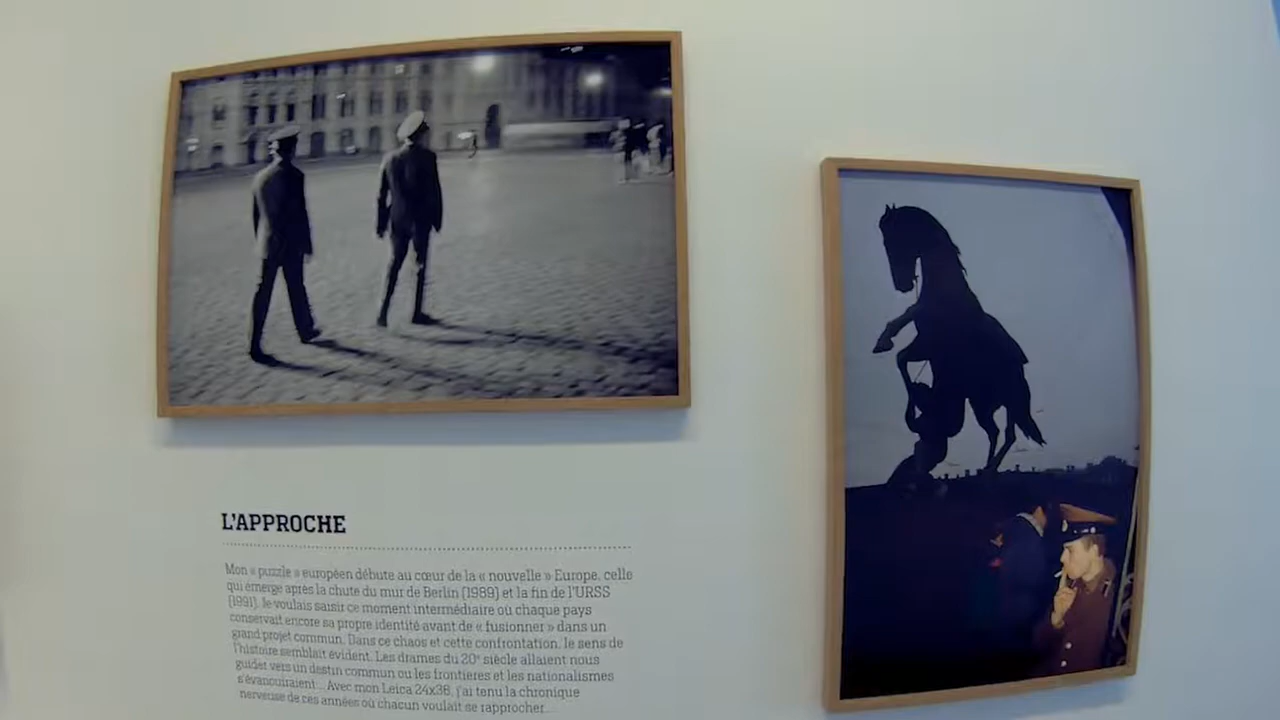 L'APPROCHE
Mon « puzzle » européen débute au cœur de la « nouvelle » Europe, celle
qui émerge après la chute du mur de Berlin (1989) et la fin de l'URSS
(1991). Je voulais saisir ce moment intermédiaire où chaque pays
conservait encore sa propre identité avant de « fusionner » dans un
grand projet commun. Dans ce chaos et cette confrontation, le sens de
l'histoire semblait évident. Les drames du 20e siècle allaient nous
guider vers un destin commun où les frontières et les nationalismes
s'évanouiraient... Avec mon Leica 24x36, j'ai tenu la chronique
nerveuse de ces années où chacun voulait se rapprocher...